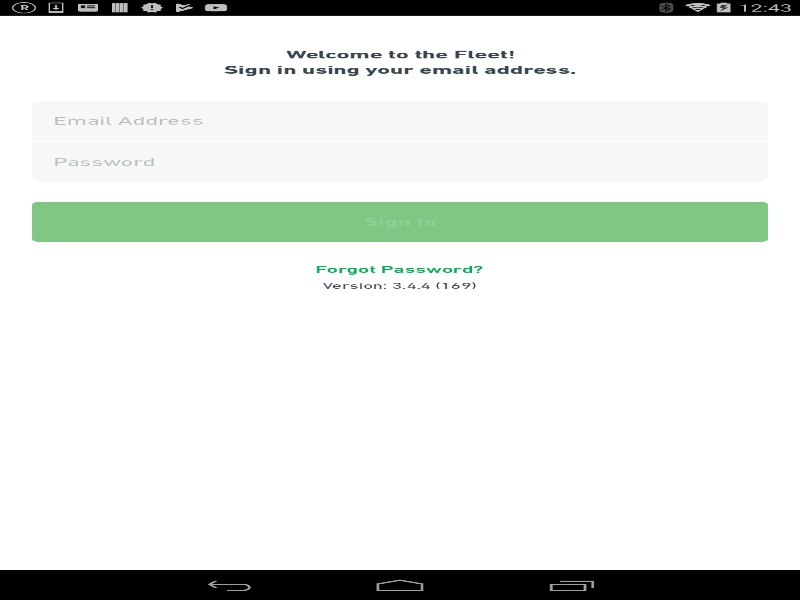 R
12:43
Welcome to the Fleet!
Sign in using your email address.
Email Address
Password
Sign In
Forgot Password?
Version: 3.4.4 (169)